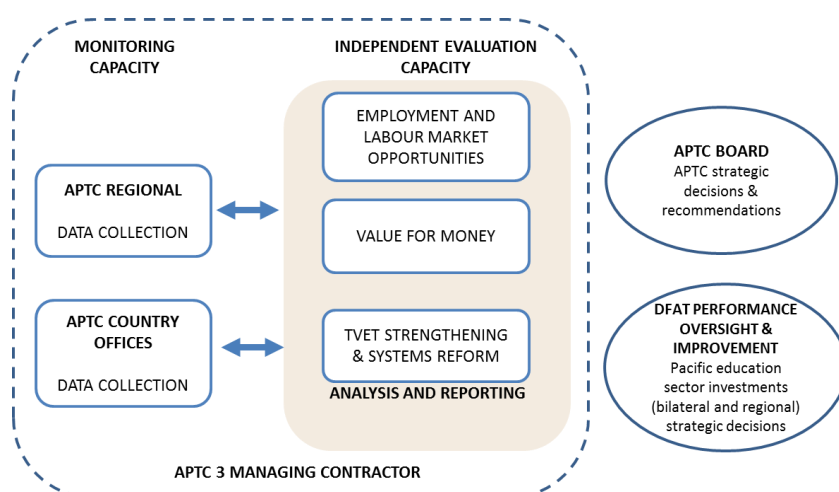 MONITORING
CAPACITY
INDEPENDENT EVALUATION
CAPACITY
EMPLOYMENT AND
LABOUR MARKET
OPPORTUNITIES
APTC REGIONAL
DATA COLLECTION
VALUE FOR MONEY
APTC COUNTRY
OFFICES
DATA COLLECTION
TVET STRENGTHENING
& SYSTEMS REFORM
ANALYSIS AND REPORTING
APTC 3 MANAGING CONTRACTOR
APTC BOARD
APTC strategic
decisions &
recommendations
DFAT PERFORMANCE
OVERSIGHT &
IMPROVEMENT
Pacific education
sector investments
(bilateral and regional)
strategic decisions